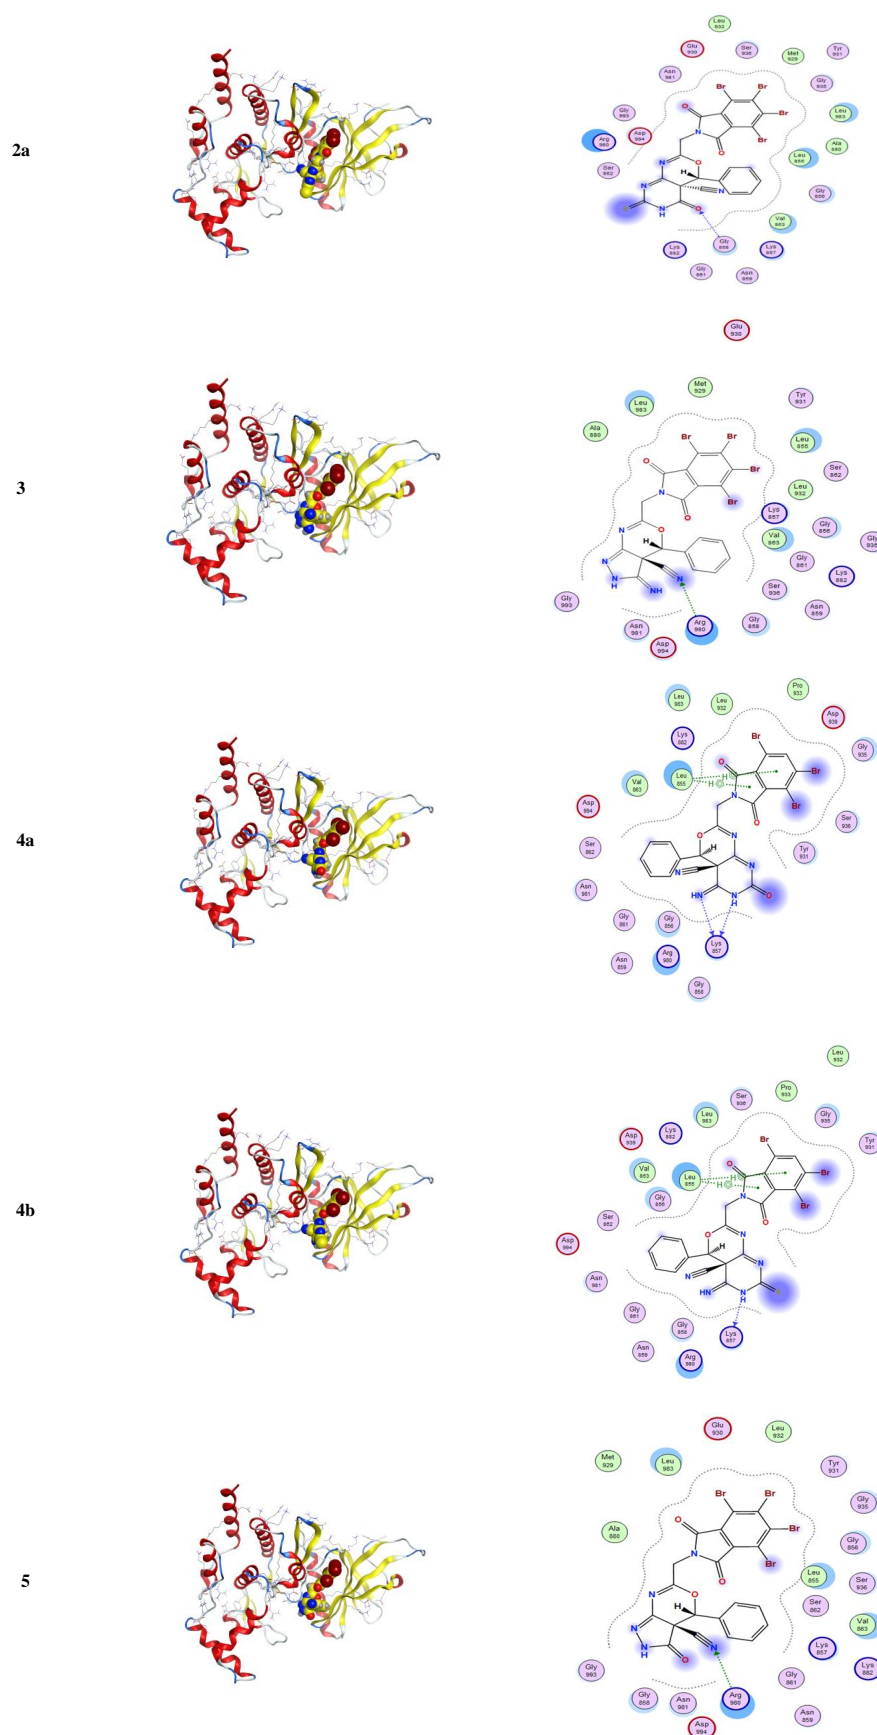 2a
Leu 932
Glu 930
Ser 936
Met 929
Tyr 931
Asn 981
Gly 935
Br Br
Br
Br
Leu 983
Gly 993
Arg 980
Asp 994
Ala 880
O
N
O
Leu 855
Ser 862
N
O
H
N
N
Gly 856
NH
O
Val 863
Lys 882
Gly 858
Lys 857
Gly 861
Asn 859
3
Glu 930
Met 929
Leu 983
Tyr 931
Ala 880
Leu 855
Br Br
Br
Br
Ser 862
Leu 932
O
N
O
Lys 857
Gly 856
Val 863
Gly 935
N
O
H
Gly 861
Lys 882
N
N
H
NH
N
Ser 936
Gly 993
Asn 981
Asp 994
Arg 980
Gly 858
Asn 859
4a
Leu 983
Leu 932
Pro 933
Asp 939
Lys 882
Gly 935
Br
Br
Br
O
Val 863
Leu 855
H
H
N
O
Asp 994
Ser 862
O
N
H
Ser 936
Tyr 931
N
N
Asn 981
HN
N
H
O
Gly 861
Gly 856
Lys 857
Asn 859
Arg 980
Gly 858
4b
Leu 932
Pro 933
Ser 936
Leu 983
Gly 935
Asp 939
Lys 882
Tyr 931
Br
Br
Br
O
Val 863
Leu 855
H
H
N
O
Gly 856
Ser 862
Asp 994
O
N
H
N
N
Asn 981
HN
N
H
S
Gly 861
Gly 858
Lys 857
Asn 859
Arg 980
5
Glu 930
Leu 932
Met 929
Leu 983
Tyr 931
Gly 935
Br Br
Br
Br
Ala 880
Gly 856
O
N
O
Leu 855
Ser 936
Ser 862
N
O
H
Val 863
N
N
H
O
N
Lys 857
Lys 882
Gly 993
Gly 858
Asn 981
Asp 994
Arg 980
Gly 861
Asn 859